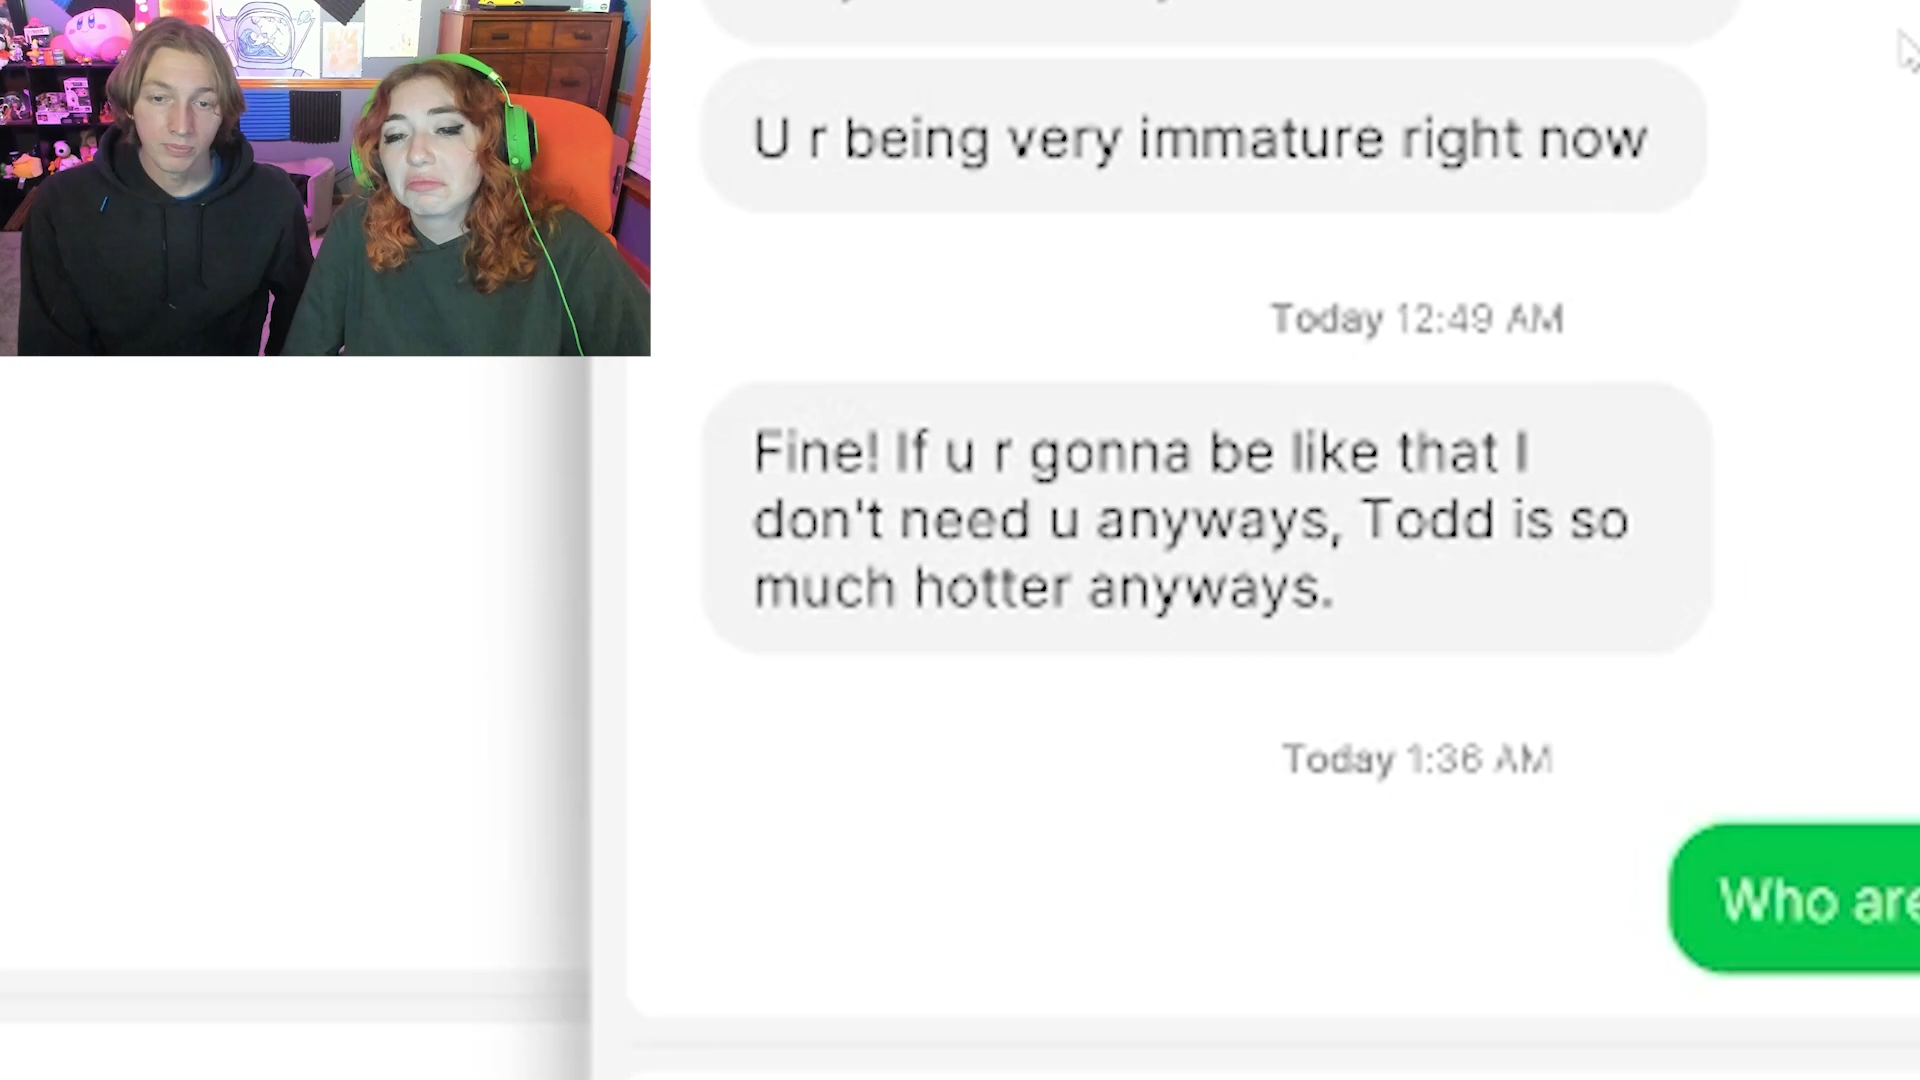 U r being very immature right now
Today 12:49 AM
Fine! If u r gonna be like that I
don't need u anyways, Todd is so
much hotter anyways.
Today 1:36 AM
Who are